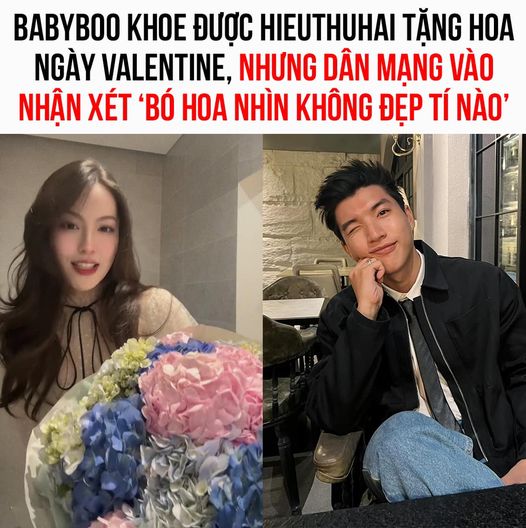 BABYBOO KHOE ĐƯỢC HIEUTHUHAI TẶNG HOA
NGÀY VALENTINE, NHƯNG DÂN MẠNG VÀO
NHẬN XÉT ‘BÓ HOA NHÌN KHÔNG ĐẸP TÍ NÀO’